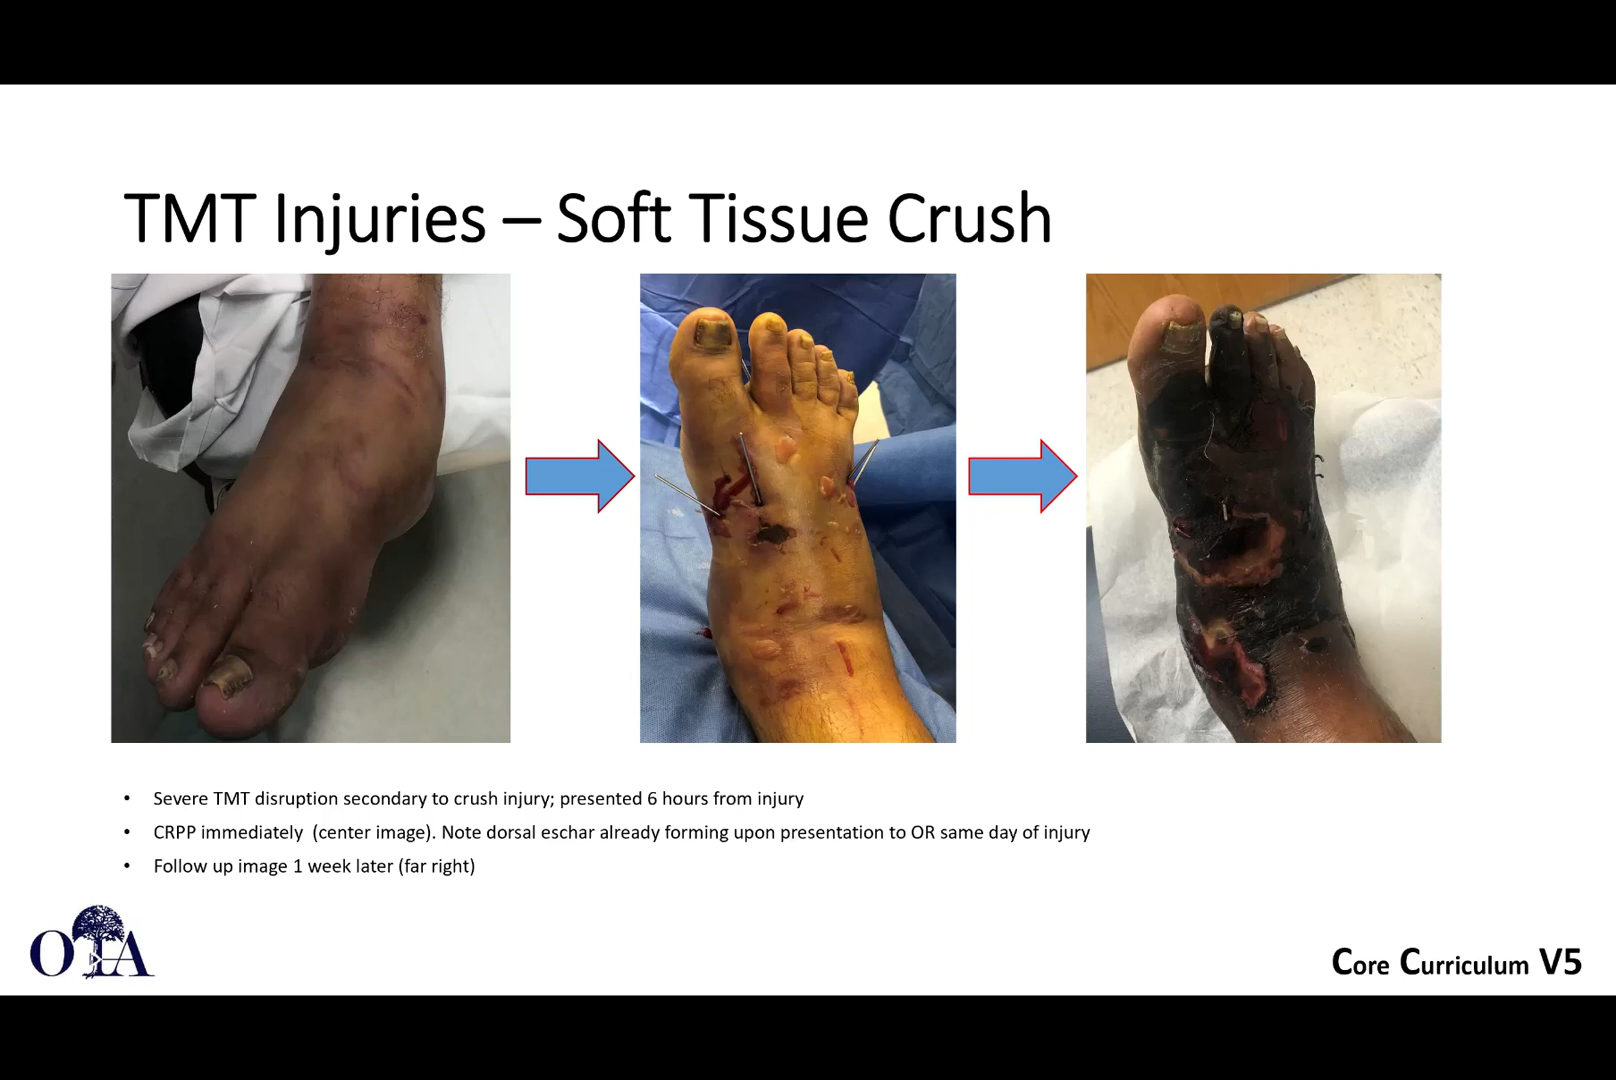 TMT Injuries – Soft Tissue Crush
• Severe TMT disruption secondary to crush injury; presented 6 hours from injury
• CRPP immediately  (center image). Note dorsal eschar already forming upon presentation to OR same day of injury
• Follow up image 1 week later (far right)
OTA
Core Curriculum V5